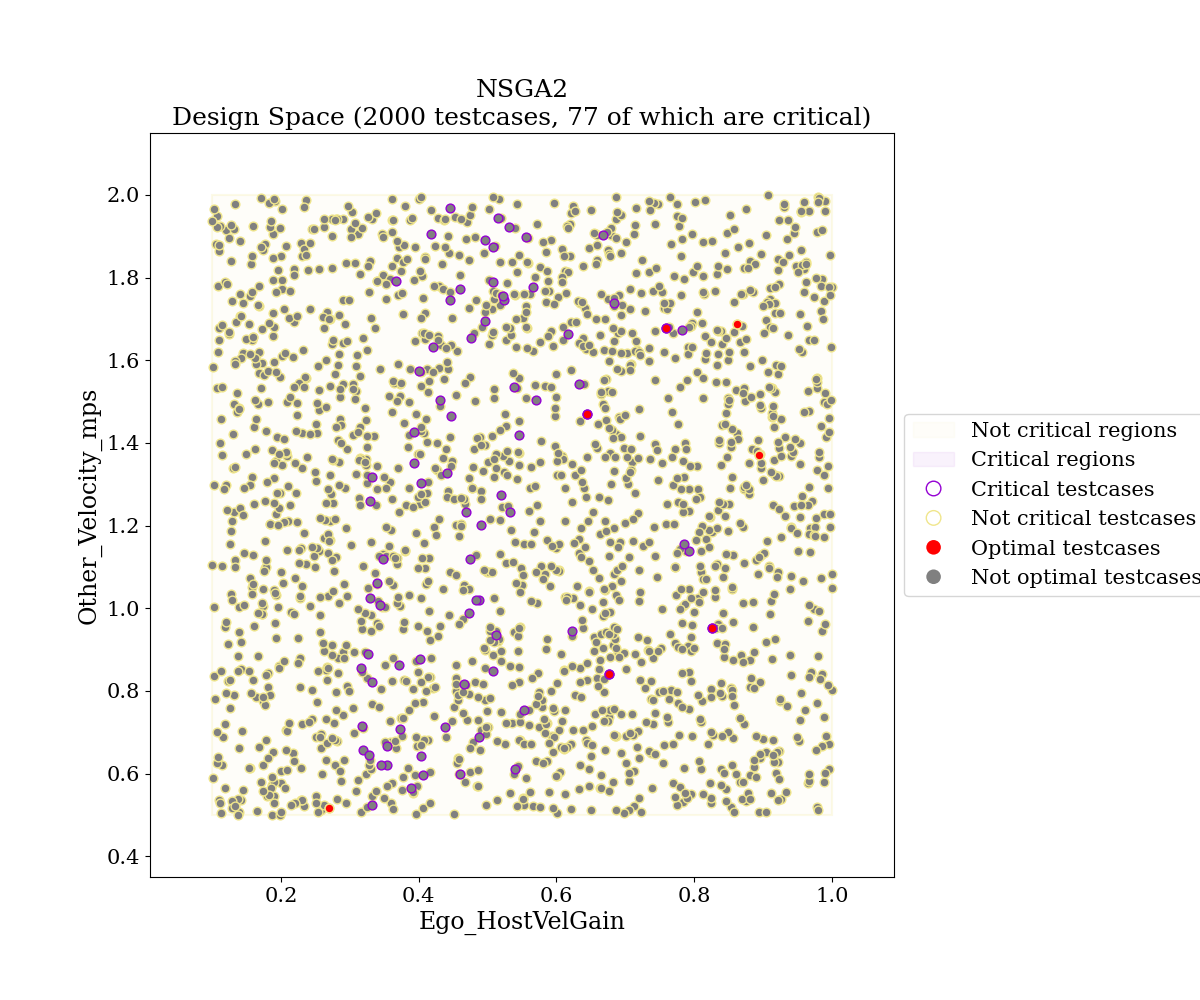 NSGA2
Design Space (2000 testcases, 77 of which are critical)
Other_Velocity_mps
2.0
1.8
1.6
1.4
1.2
1.0
0.8
0.6
0.4
0.2
0.4
0.6
0.8
1.0
Ego_HostVelGain
Not critical regions
Critical regions
Critical testcases
Not critical testcases
Optimal testcases
Not optimal testcases